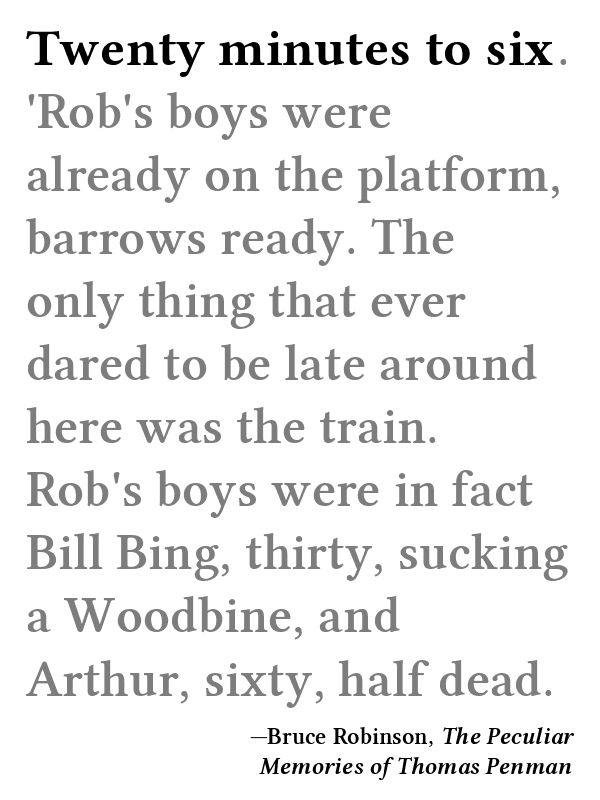 Twenty minutes to six.
'Rob's boys were
already on the platform,
barrows ready. The
only thing that ever
dared to be late around
here was the train.
Rob's boys were in fact
Bill Bing, thirty, sucking
a Woodbine, and
Arthur, sixty, half dead.
—Bruce Robinson, The Peculiar
Memories of Thomas Penman